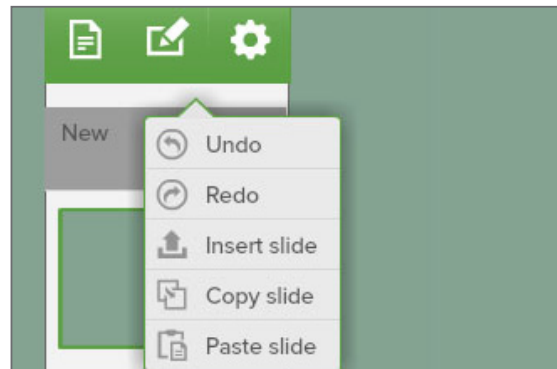 New
Undo
Redo
Insert slide
Copy slide
Paste slide